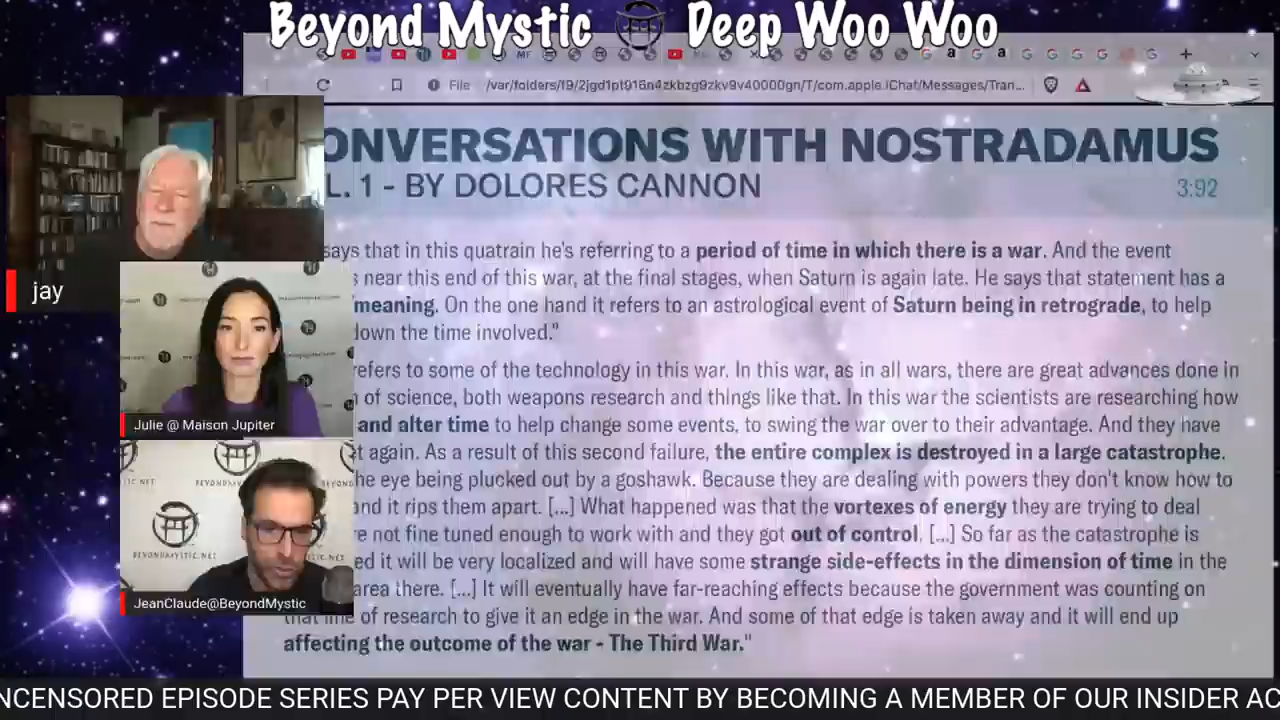 Beyond Mystic Deep Woo Woo
File /var/folders/f9/2jgd1pt916n4zkbzg9zkv9v40000gn/T/com.apple.iChat/Messages/Tran...
ONVERSATIONS WITH NOSTRADAMUS
L. 1 - BY DOLORES CANNON
3:92
says that in this quatrain he's referring to a period of time in which there is a war. And the event
near this end of this war, at the final stages, when Saturn is again late. He says that statement has a
meaning. On the one hand it refers to an astrological event of Saturn being in retrograde, to help
down the time involved."
refers to some of the technology in this war. In this war, as in all wars, there are great advances done in
of science, both weapons research and things like that. In this war the scientists are researching how
and alter time to help change some events, to swing the war over to their advantage. And they have
again. As a result of this second failure, the entire complex is destroyed in a large catastrophe.
he eye being plucked out by a goshawk. Because they are dealing with powers they don't know how to
and it rips them apart. [...] What happened was that the vortexes of energy they are trying to deal
not fine tuned enough to work with and they got out of control. [...] So far as the catastrophe is
ed it will be very localized and will have some strange side-effects in the dimension of time in the
area there. [...] It will eventually have far-reaching effects because the government was counting on
that line of research to give it an edge in the war. And some of that edge is taken away and it will end up
affecting the outcome of the war - The Third War."
jay
Julie @ Maison Jupiter
BEYONDMYSTIC.NET
JeanClaude@BeyondMystic
NCENSORED EPISODE SERIES PAY PER VIEW CONTENT BY BECOMING A MEMBER OF OUR INSIDER AC